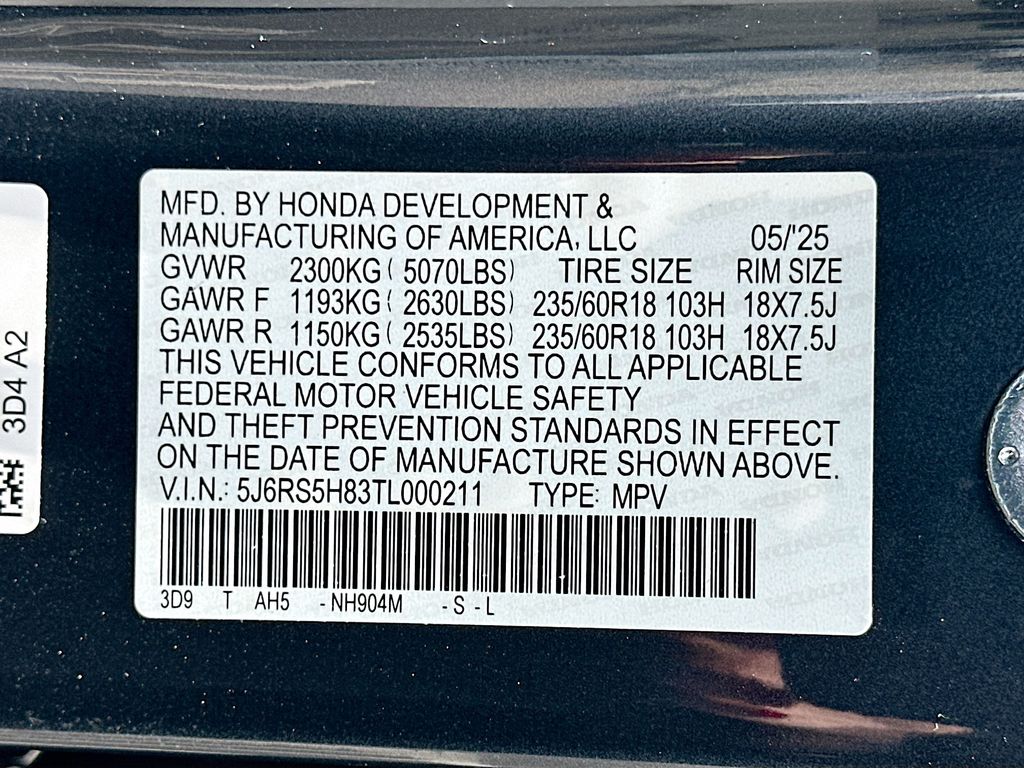 MFD. BY HONDA DEVELOPMENT &
MANUFACTURING OF AMERICA, LLC 05/'25
GVWR 2300KG ( 5070LBS) TIRE SIZE RIM SIZE
GAWR F 1193KG ( 2630LBS) 235/60R18 103H 18X7.5J
GAWR R 1150KG ( 2535LBS) 235/60R18 103H 18X7.5J
THIS VEHICLE CONFORMS TO ALL APPLICABLE
FEDERAL MOTOR VEHICLE SAFETY
AND THEFT PREVENTION STANDARDS IN EFFECT
ON THE DATE OF MANUFACTURE SHOWN ABOVE.
V.I.N.: 5J6RS5H83TL000211 TYPE: MPV
3D9 T AH5 -NH904M -S -L
3D4 A2